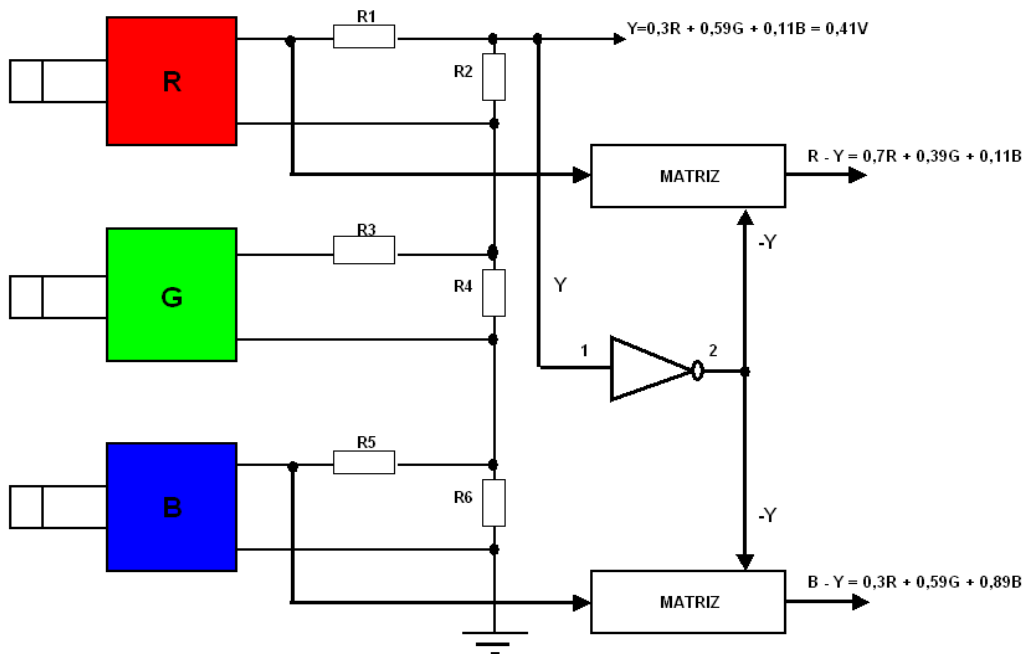 R1
Y=0,3R + 0,59G + 0,11B = 0,41V
R2
R
R - Y = 0,7R + 0,39G + 0,11B
MATRIZ
-Y
R3
Y
R4
G
1
2
R5
R6
B
-Y
B - Y = 0,3R + 0,59G + 0,89B
MATRIZ